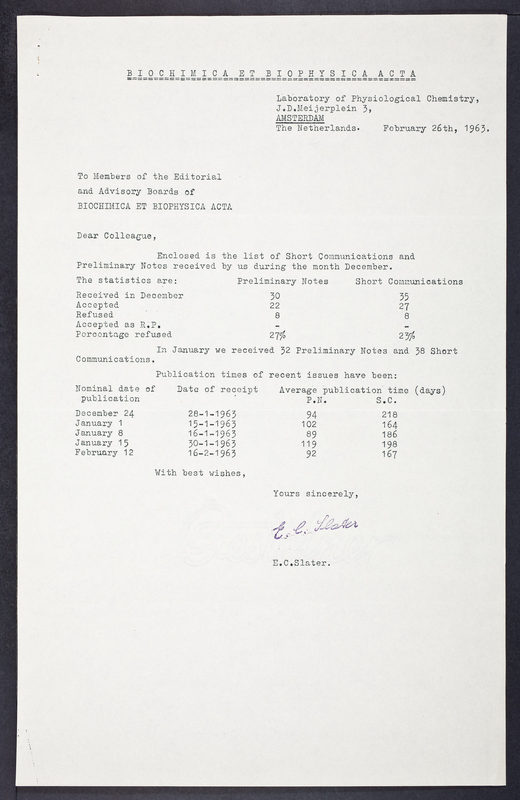 BIOCHIMICA ET BIOPHYSICA ACTA
Laboratory of Physiological Chemistry,
J.D.Meijerplein 3,
AMSTERDAM
The Netherlands. February 26th, 1963.
To Members of the Editorial
and Advisory Boards of
BIOCHIMICA ET BIOPHYSICA ACTA
Dear Colleague,
Enclosed is the list of Short Communications and
Preliminary Notes received by us during the month December.
The statistics are: Preliminary Notes Short Communications
Received in December 30 35
Accepted 22 27
Refused 8 8
Accepted as R.P. - -
Percentage refused 27% 23%
In January we received 32 Preliminary Notes and 38 Short
Communications.
Publication times of recent issues have been:
Nominal date of Date of receipt Average publication time (days)
publication P.N. S.C.
December 24 28-1-1963 94 218
January 1 15-1-1963 102 164
January 8 16-1-1963 89 186
January 15 30-1-1963 119 198
February 12 16-2-1963 92 167
With best wishes,
Yours sincerely,
E. C. Slater
E.C.Slater.